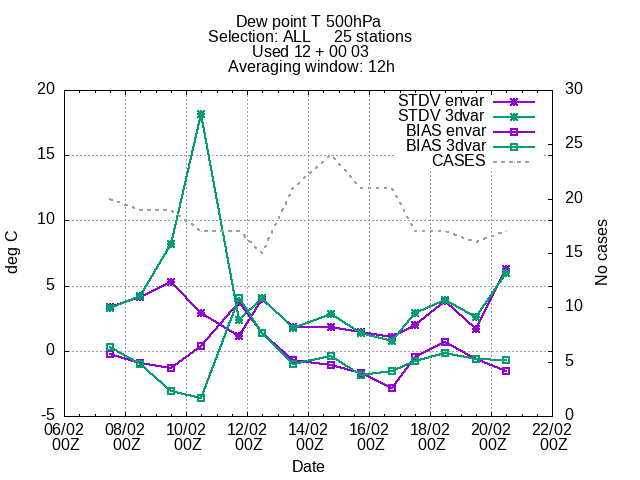 Dew point T 500hPa
Selection: ALL 25 stations
Used 12 + 00 03
Averaging window: 12h
20 30
STDV envar
STDV 3dvar
BIAS envar
BIAS 3dvar
CASES
25
15
20
10
15
5
10
0
5
-5 0
deg C
No cases
06/02 08/02 10/02 12/02 14/02 16/02 18/02 20/02 22/02
00Z 00Z 00Z 00Z 00Z 00Z 00Z 00Z 00Z
Date